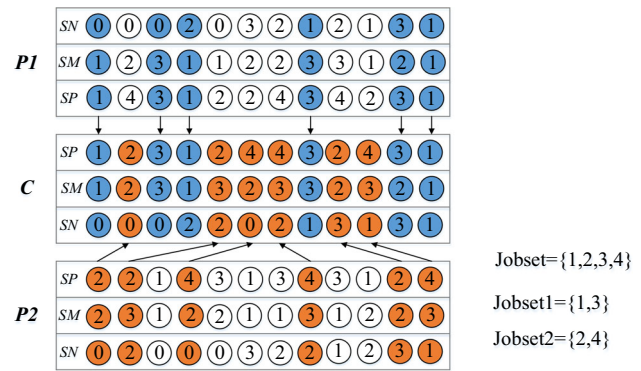 SN 0 0 0 2 0 3 2 1 2 1 3 1
P1 SM 1 2 3 1 1 2 2 3 3 1 2 1
SP 1 4 3 1 2 2 4 3 4 2 3 1
SP 1 2 3 1 2 4 4 3 2 4 3 1
C SM 1 2 3 1 3 2 3 3 2 3 2 1
SN 0 0 0 2 2 0 2 1 3 1 3 1
SP 2 2 1 4 3 1 3 4 3 1 2 4
P2 SM 2 3 1 2 2 1 1 3 1 2 2 3
SN 0 2 0 0 0 3 2 2 1 2 3 1
Jobset={1,2,3,4}
Jobset1={1,3}
Jobset2={2,4}